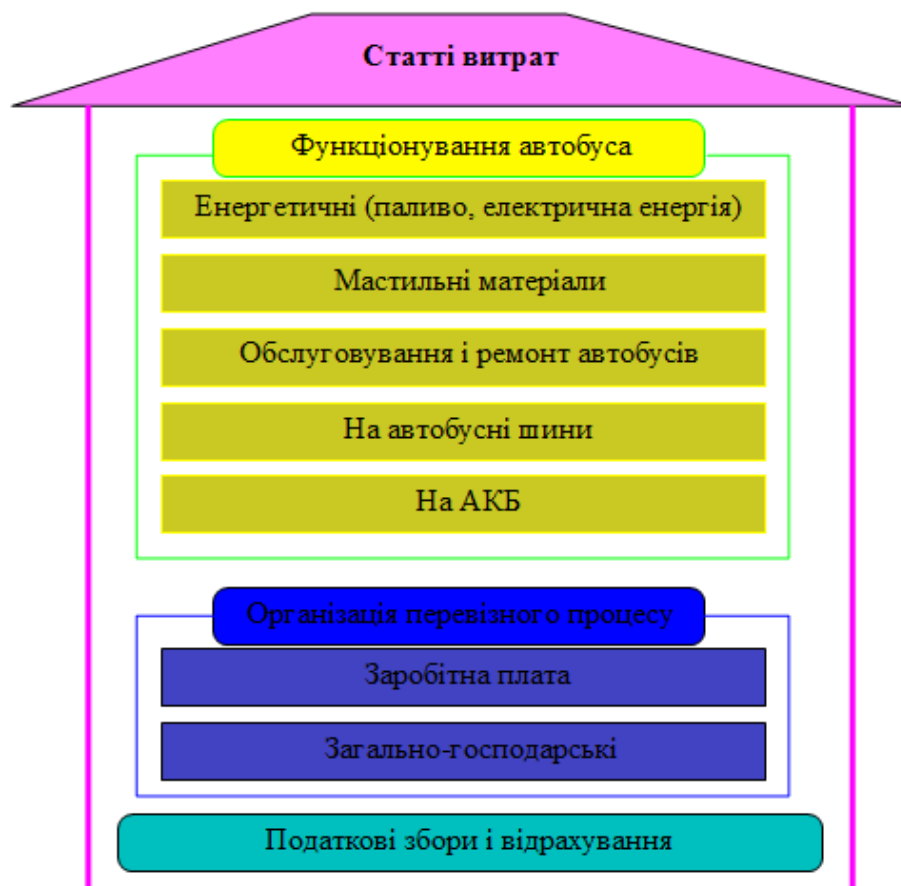 Статті витрат
Функціонування автобуса
Енергетичні (паливо, електрична енергія)
Мастильні матеріали
Обслуговування і ремонт автобусів
На автобусні шини
На АКБ
Організація перевізного процесу
Заробітна плата
Загально-господарські
Податкові збори і відрахування